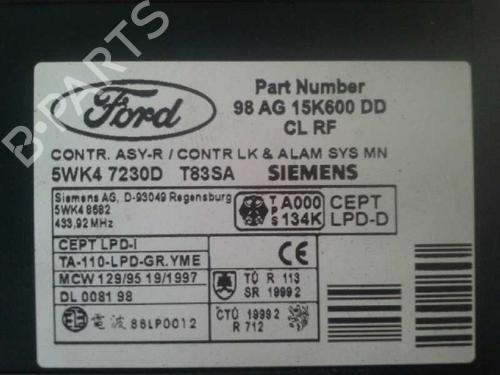 B-PARTS
Ford
Part Number
98 AG 15K600 DD
CL RF
CONTR. ASY-R / CONTR LK & ALAM SYS MN
5WK4 7230D T83SA SIEMENS
Siemens AG, D-93049 Regensburg
5WK4 8682
433,92 MHz
TPS A000 134K CEPT LPD-D
CEPT LPD-I
TA-110-LPD-GR.YME
MCW 129/95 19/1997
DL 008198
CE
TÚ R 113
SR 1999 2
電波 86LP0012
ČTÚ 1999 2
R 712